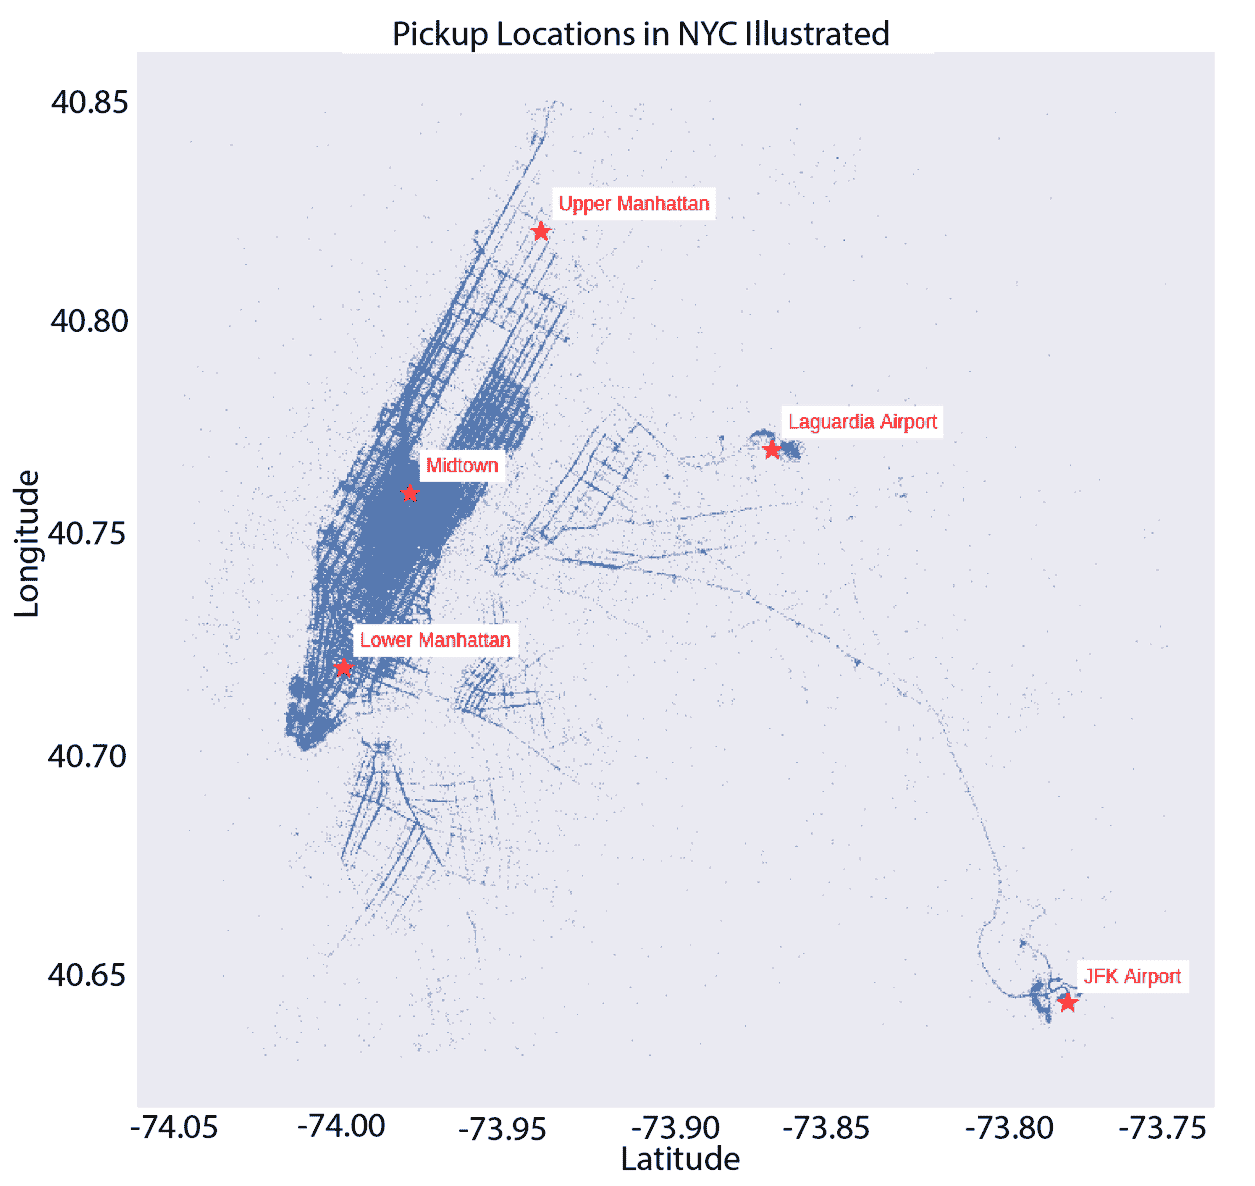 Pickup Locations in NYC Illustrated
40.85
Upper Manhattan
40.80
Laguardia Airport
Midtown
40.75
Longitude
Lower Manhattan
40.70
40.65
JFK Airport
-74.05 -74.00 -73.95 -73.90 -73.85 -73.80 -73.75
Latitude